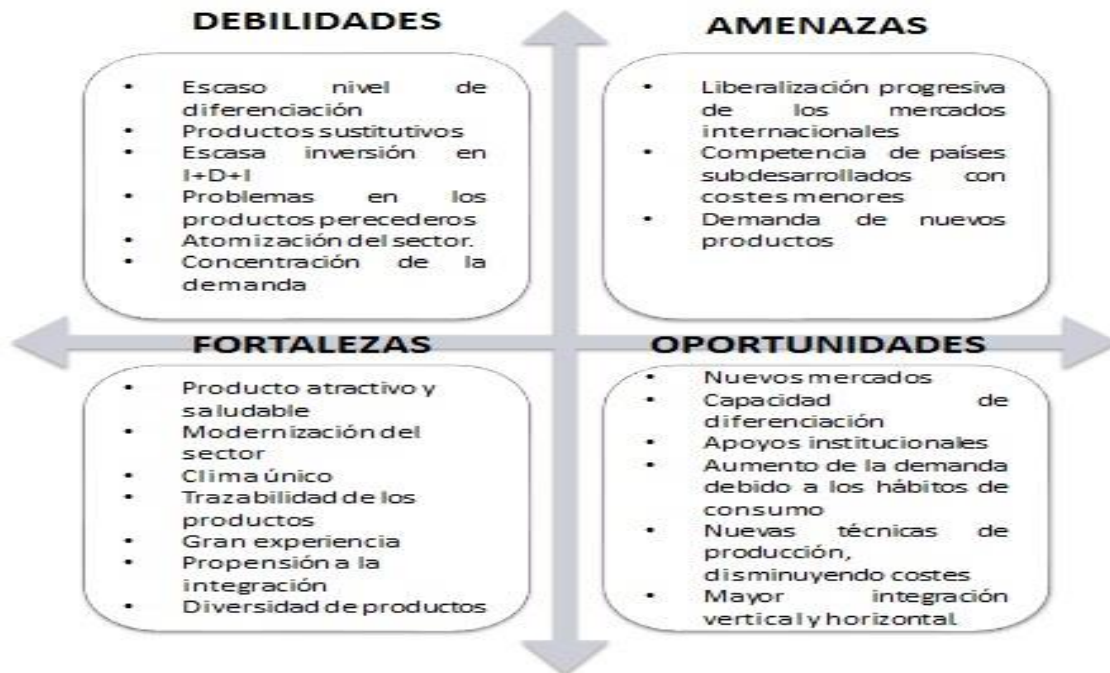 DEBILIDADES
• Escaso nivel de
diferenciación
• Productos sustitutivos
• Escasa inversión en
I+D+I
• Problemas en los
productos perecederos
• Atomización del sector.
• Concentración de la
demanda
AMENAZAS
• Liberalización progresiva
de los mercados
internacionales
• Competencia de países
subdesarrollados con
costes menores
• Demanda de nuevos
productos
FORTALEZAS
• Producto atractivo y
saludable
• Modernización del
sector
• Clima único
• Trazabilidad de los
productos
• Gran experiencia
• Propensión a la
integración
• Diversidad de productos
OPORTUNIDADES
• Nuevos mercados
• Capacidad de
diferenciación
• Apoyos institucionales
• Aumento de la demanda
debido a los hábitos de
consumo
• Nuevas técnicas de
producción,
disminuyendo costes
• Mayor integración
vertical y horizontal.